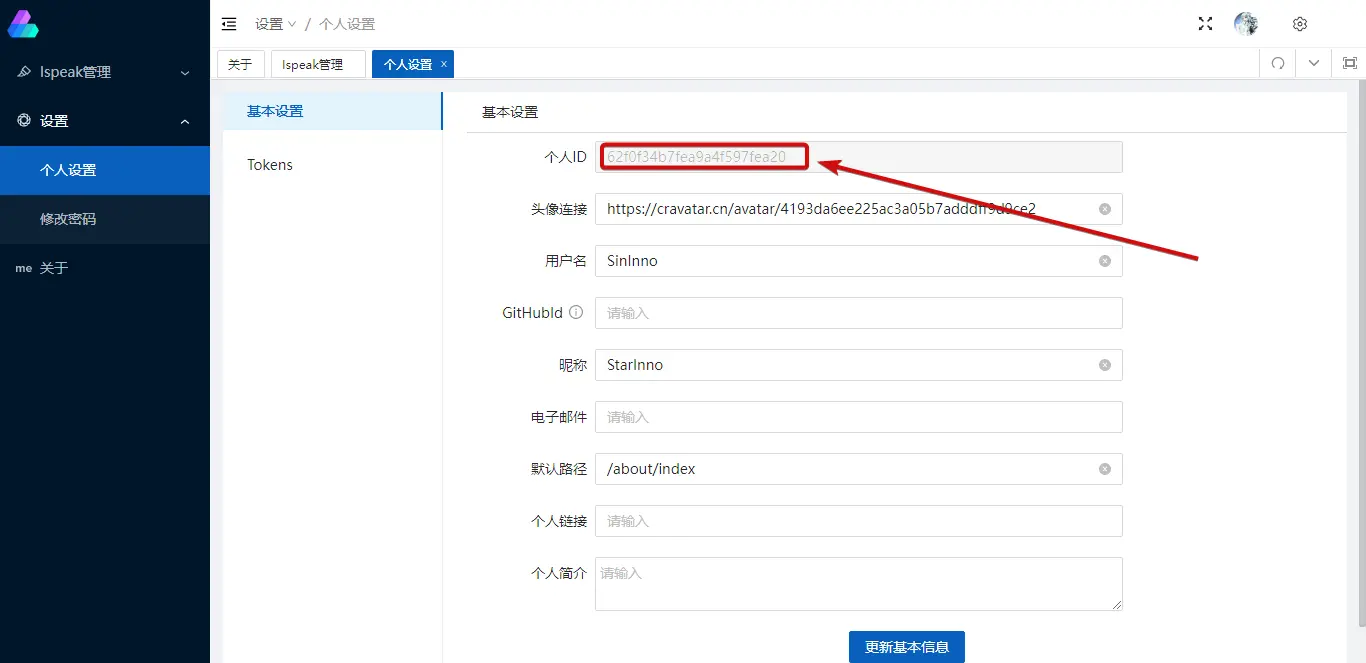 设置 / 个人设置
关于
Ispeak管理
个人设置 ×
Ispeak管理
设置
个人设置
修改密码
me 关于
基本设置
Tokens
基本设置
个人ID 62f0f34b7fea9a4f597fea20
头像连接 https://cravatar.cn/avatar/4193da6ee225ac3a05b7adddff9d9ce2
用户名 SinInno
GitHubId 请输入
昵称 StarInno
电子邮件 请输入
默认路径 /about/index
个人链接 请输入
个人简介 请输入
更新基本信息